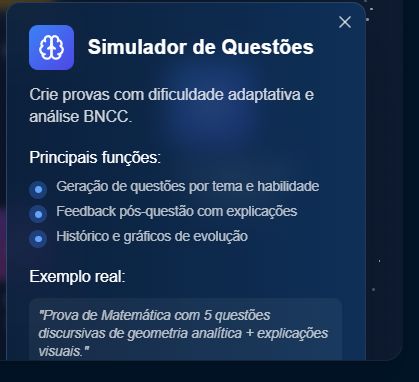 Simulador de Questões
Crie provas com dificuldade adaptativa e
análise BNCC.
Principais funções:
Geração de questões por tema e habilidade
Feedback pós-questão com explicações
Histórico e gráficos de evolução
Exemplo real:
"Prova de Matemática com 5 questões
discursivas de geometria analítica + explicações
visuais."